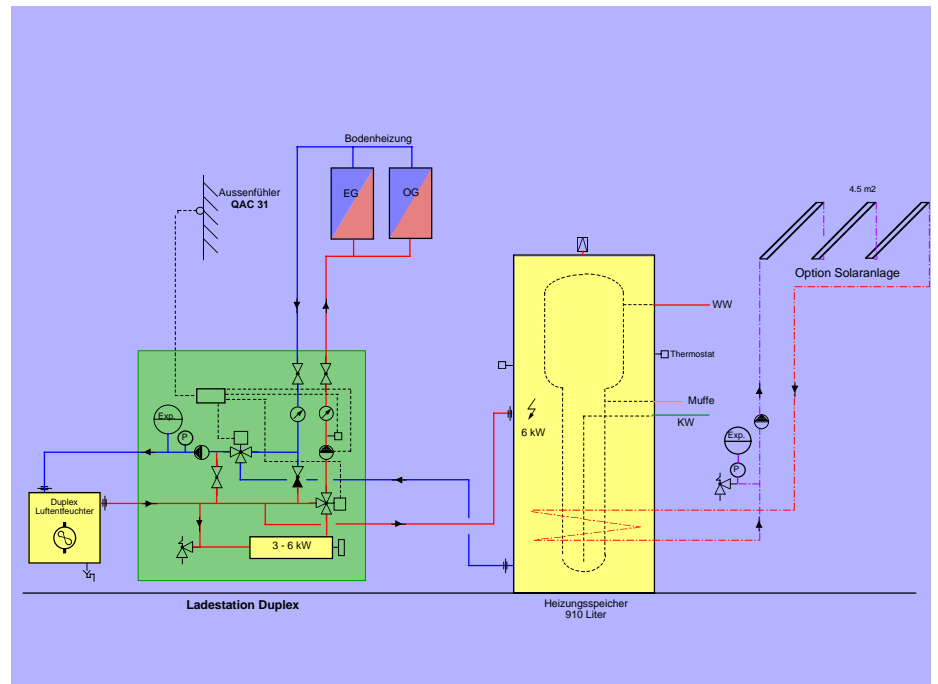 Bodenheizung
Aussenfühler
QAC 31
EG
OG
4.5 m2
Option Solaranlage
WW
Thermostat
Muffe
KW
6 kW
Exp.
P
Exp.
P
Duplex
Luftentfeuchter
3 - 6 kW
Ladestation Duplex
Heizungsspeicher
910 Liter